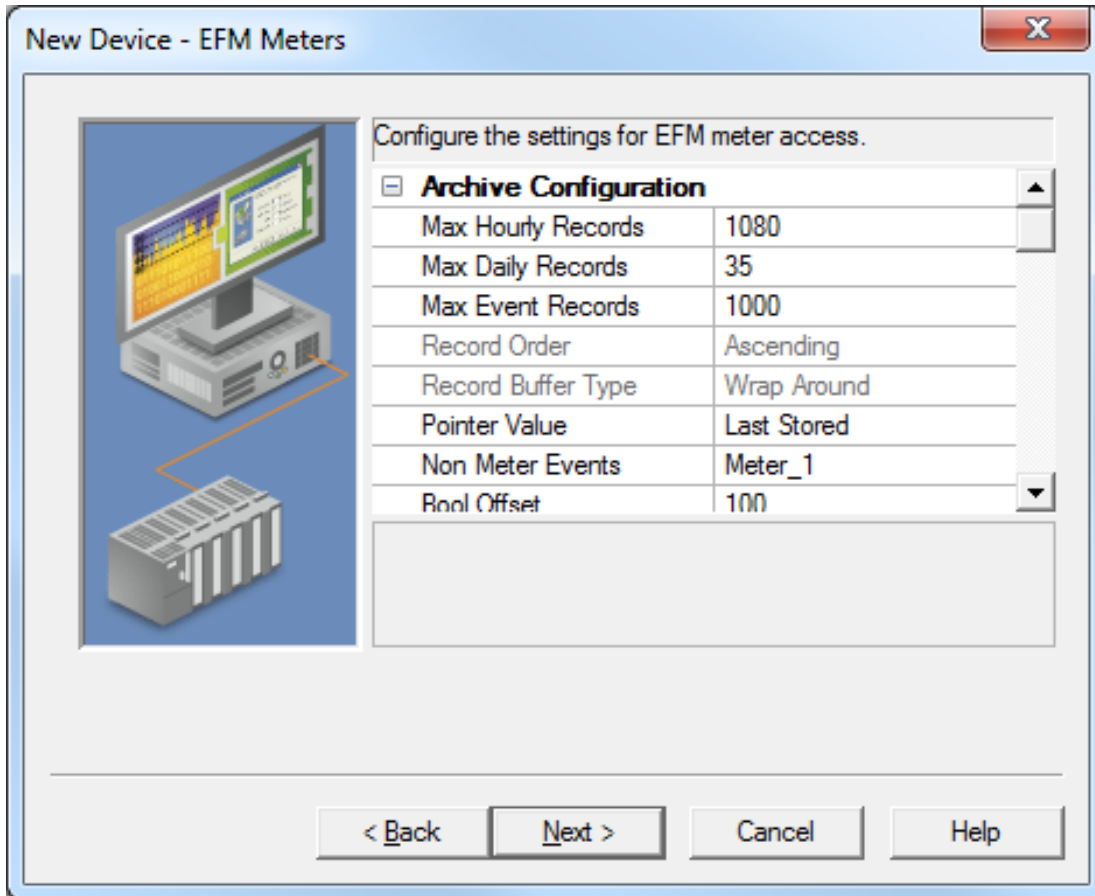 New Device - EFM Meters
X
Configure the settings for EFM meter access.
Archive Configuration
Max Hourly Records 1080
Max Daily Records 35
Max Event Records 1000
Record Order Ascending
Record Buffer Type Wrap Around
Pointer Value Last Stored
Non Meter Events Meter_1
Bool Offset 100
< Back Next > Cancel Help